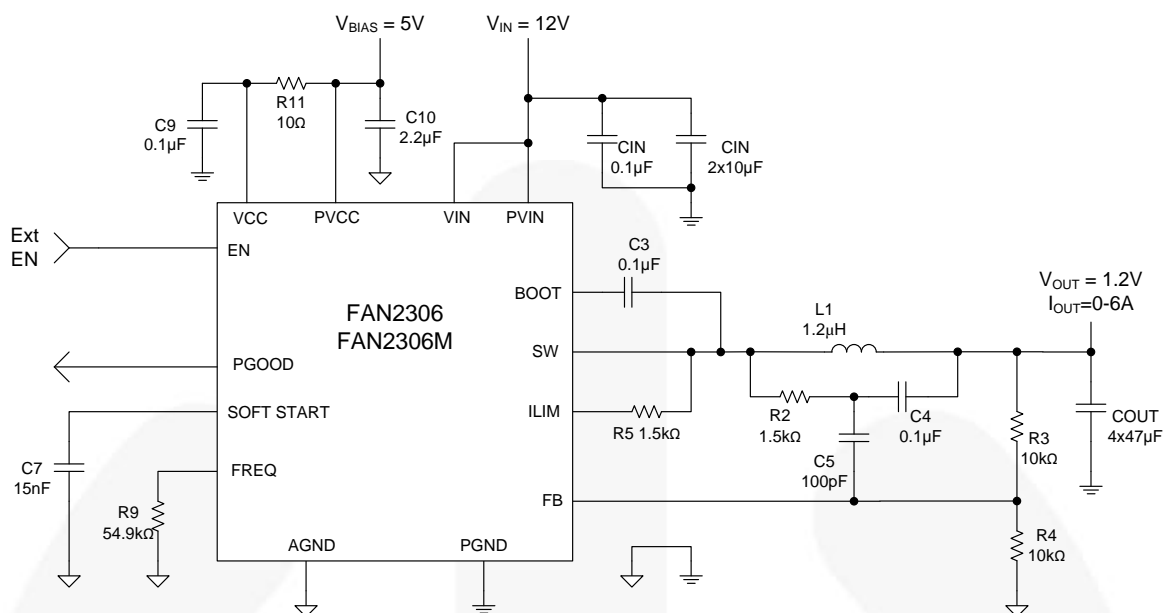 VBIAS = 5V
VIN = 12V
R11
10Ω
C9
0.1µF
C10
2.2µF
CIN
0.1µF
CIN
2x10µF
VCC
PVCC
VIN
PVIN
Ext
EN
EN
C3
0.1µF
BOOT
VOUT = 1.2V
IOUT=0-6A
FAN2306
FAN2306M
L1
1.2µH
SW
PGOOD
SOFT START
ILIM
R5 1.5kΩ
R2
1.5kΩ
C4
0.1µF
COUT
4x47µF
R3
10kΩ
C7
15nF
FREQ
C5
100pF
FB
R9
54.9kΩ
R4
10kΩ
AGND
PGND